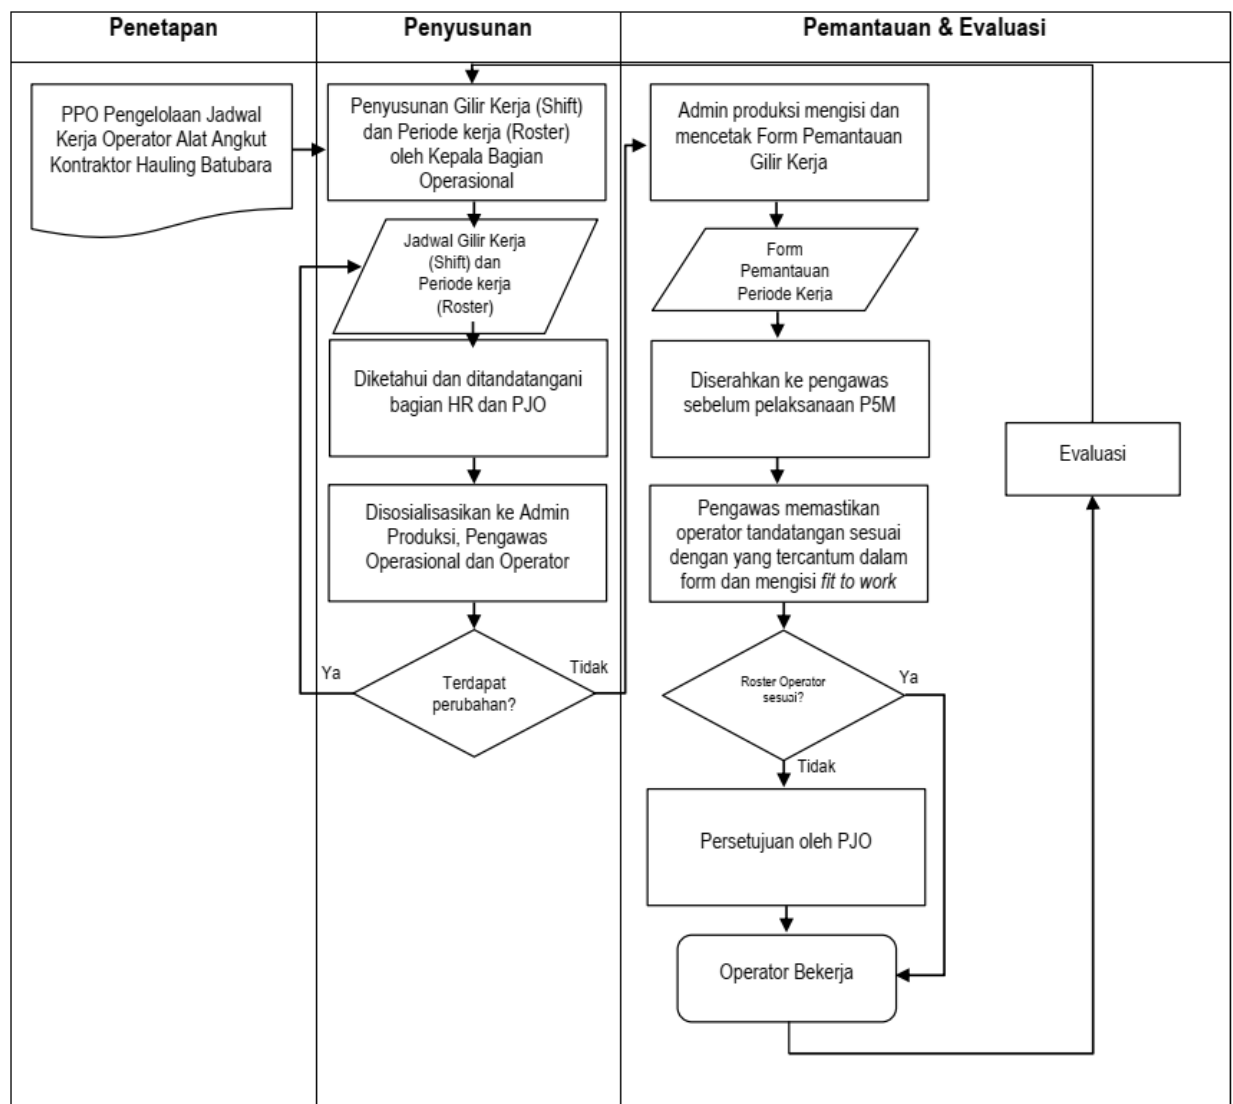 Penetapan
Penyusunan
Pemantauan & Evaluasi
PPO Pengelolaan Jadwal
Kerja Operator Alat Angkut
Kontraktor Hauling Batubara
Penyusunan Gilir Kerja (Shift)
dan Periode kerja (Roster)
oleh Kepala Bagian
Operasional
Jadwal Gilir Kerja
(Shift) dan
Periode kerja
(Roster)
Diketahui dan ditandatangani
bagian HR dan PJO
Disosialisasikan ke Admin
Produksi, Pengawas
Operasional dan Operator
Terdapat
perubahan?
Ya
Tidak
Admin produksi mengisi dan
mencetak Form Pemantauan
Gilir Kerja
Form
Pemantauan
Periode Kerja
Diserahkan ke pengawas
sebelum pelaksanaan P5M
Pengawas memastikan
operator tandatangan sesuai
dengan yang tercantum dalam
form dan mengisi fit to work
Roster Operator
sesuai?
Ya
Tidak
Persetujuan oleh PJO
Operator Bekerja
Evaluasi